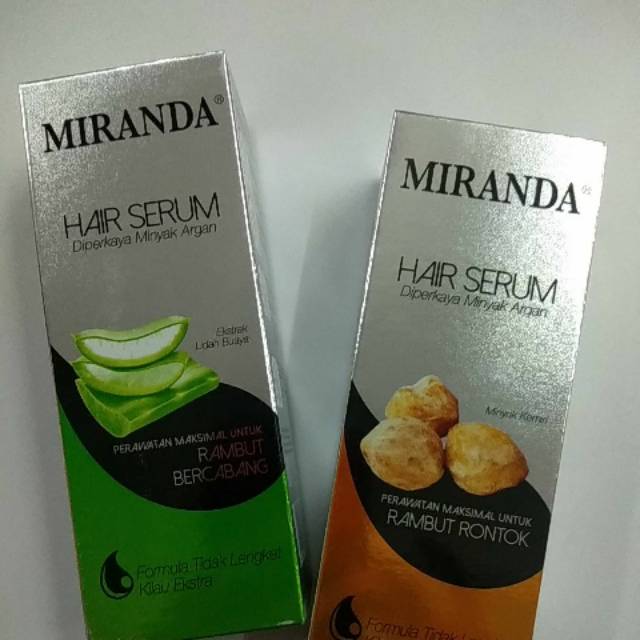 MIRANDA®
HAIR SERUM
Diperkaya Minyak Argan
Ekstrak
Lidah Buaya
PERAWATAN MAKSIMAL UNTUK
RAMBUT
BERCABANG
Formula Tidak Lengket
Kilau Ekstra
MIRANDA®
HAIR SERUM
Diperkaya Minyak Argan
Minyak Kemiri
PERAWATAN MAKSIMAL UNTUK
RAMBUT RONTOK
Formula Tidak